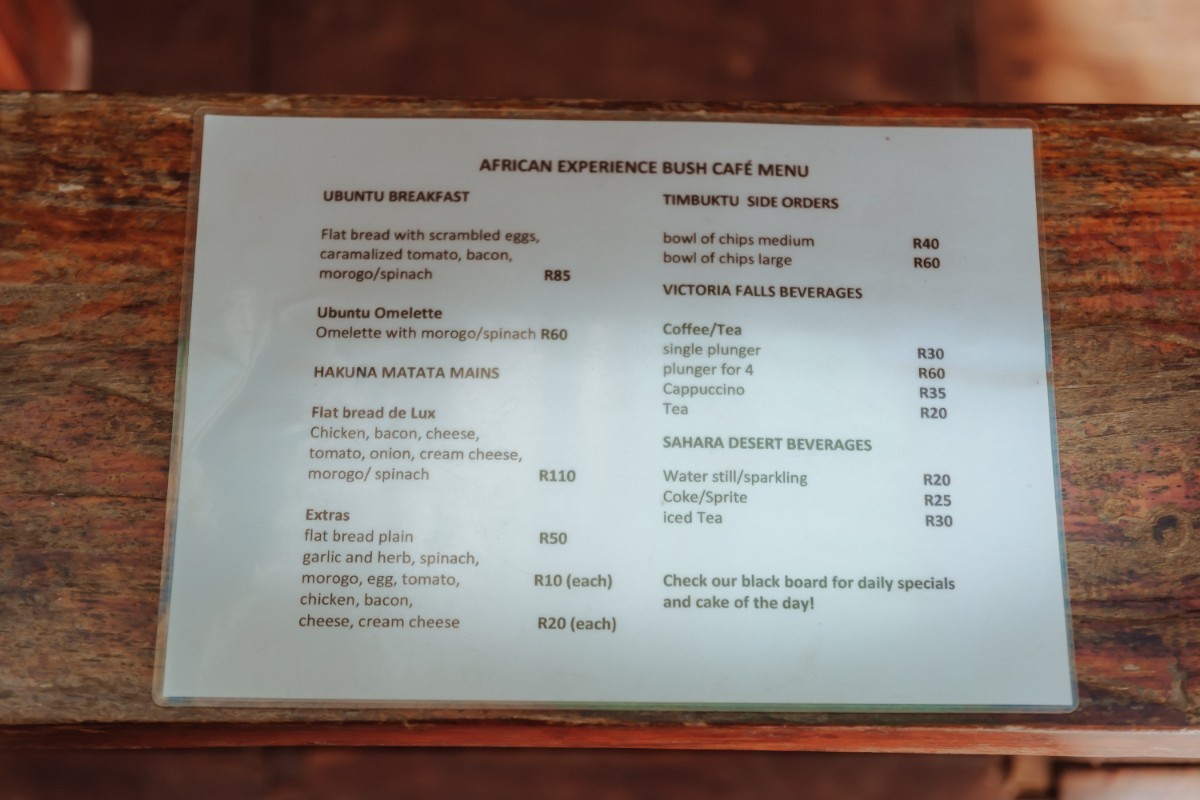 AFRICAN EXPERIENCE BUSH CAFÉ MENU
UBUNTU BREAKFAST
Flat bread with scrambled eggs,
caramalized tomato, bacon,
morogo/spinach R85
Ubuntu Omelette
Omelette with morogo/spinach R60
HAKUNA MATATA MAINS
Flat bread de Lux
Chicken, bacon, cheese,
tomato, onion, cream cheese,
morogo/ spinach R110
Extras
flat bread plain R50
garlic and herb, spinach,
morogo, egg, tomato, R10 (each)
chicken, bacon,
cheese, cream cheese R20 (each)
TIMBUKTU SIDE ORDERS
bowl of chips medium R40
bowl of chips large R60
VICTORIA FALLS BEVERAGES
Coffee/Tea
single plunger R30
plunger for 4 R60
Cappuccino R35
Tea R20
SAHARA DESERT BEVERAGES
Water still/sparkling R20
Coke/Sprite R25
iced Tea R30
Check our black board for daily specials
and cake of the day!